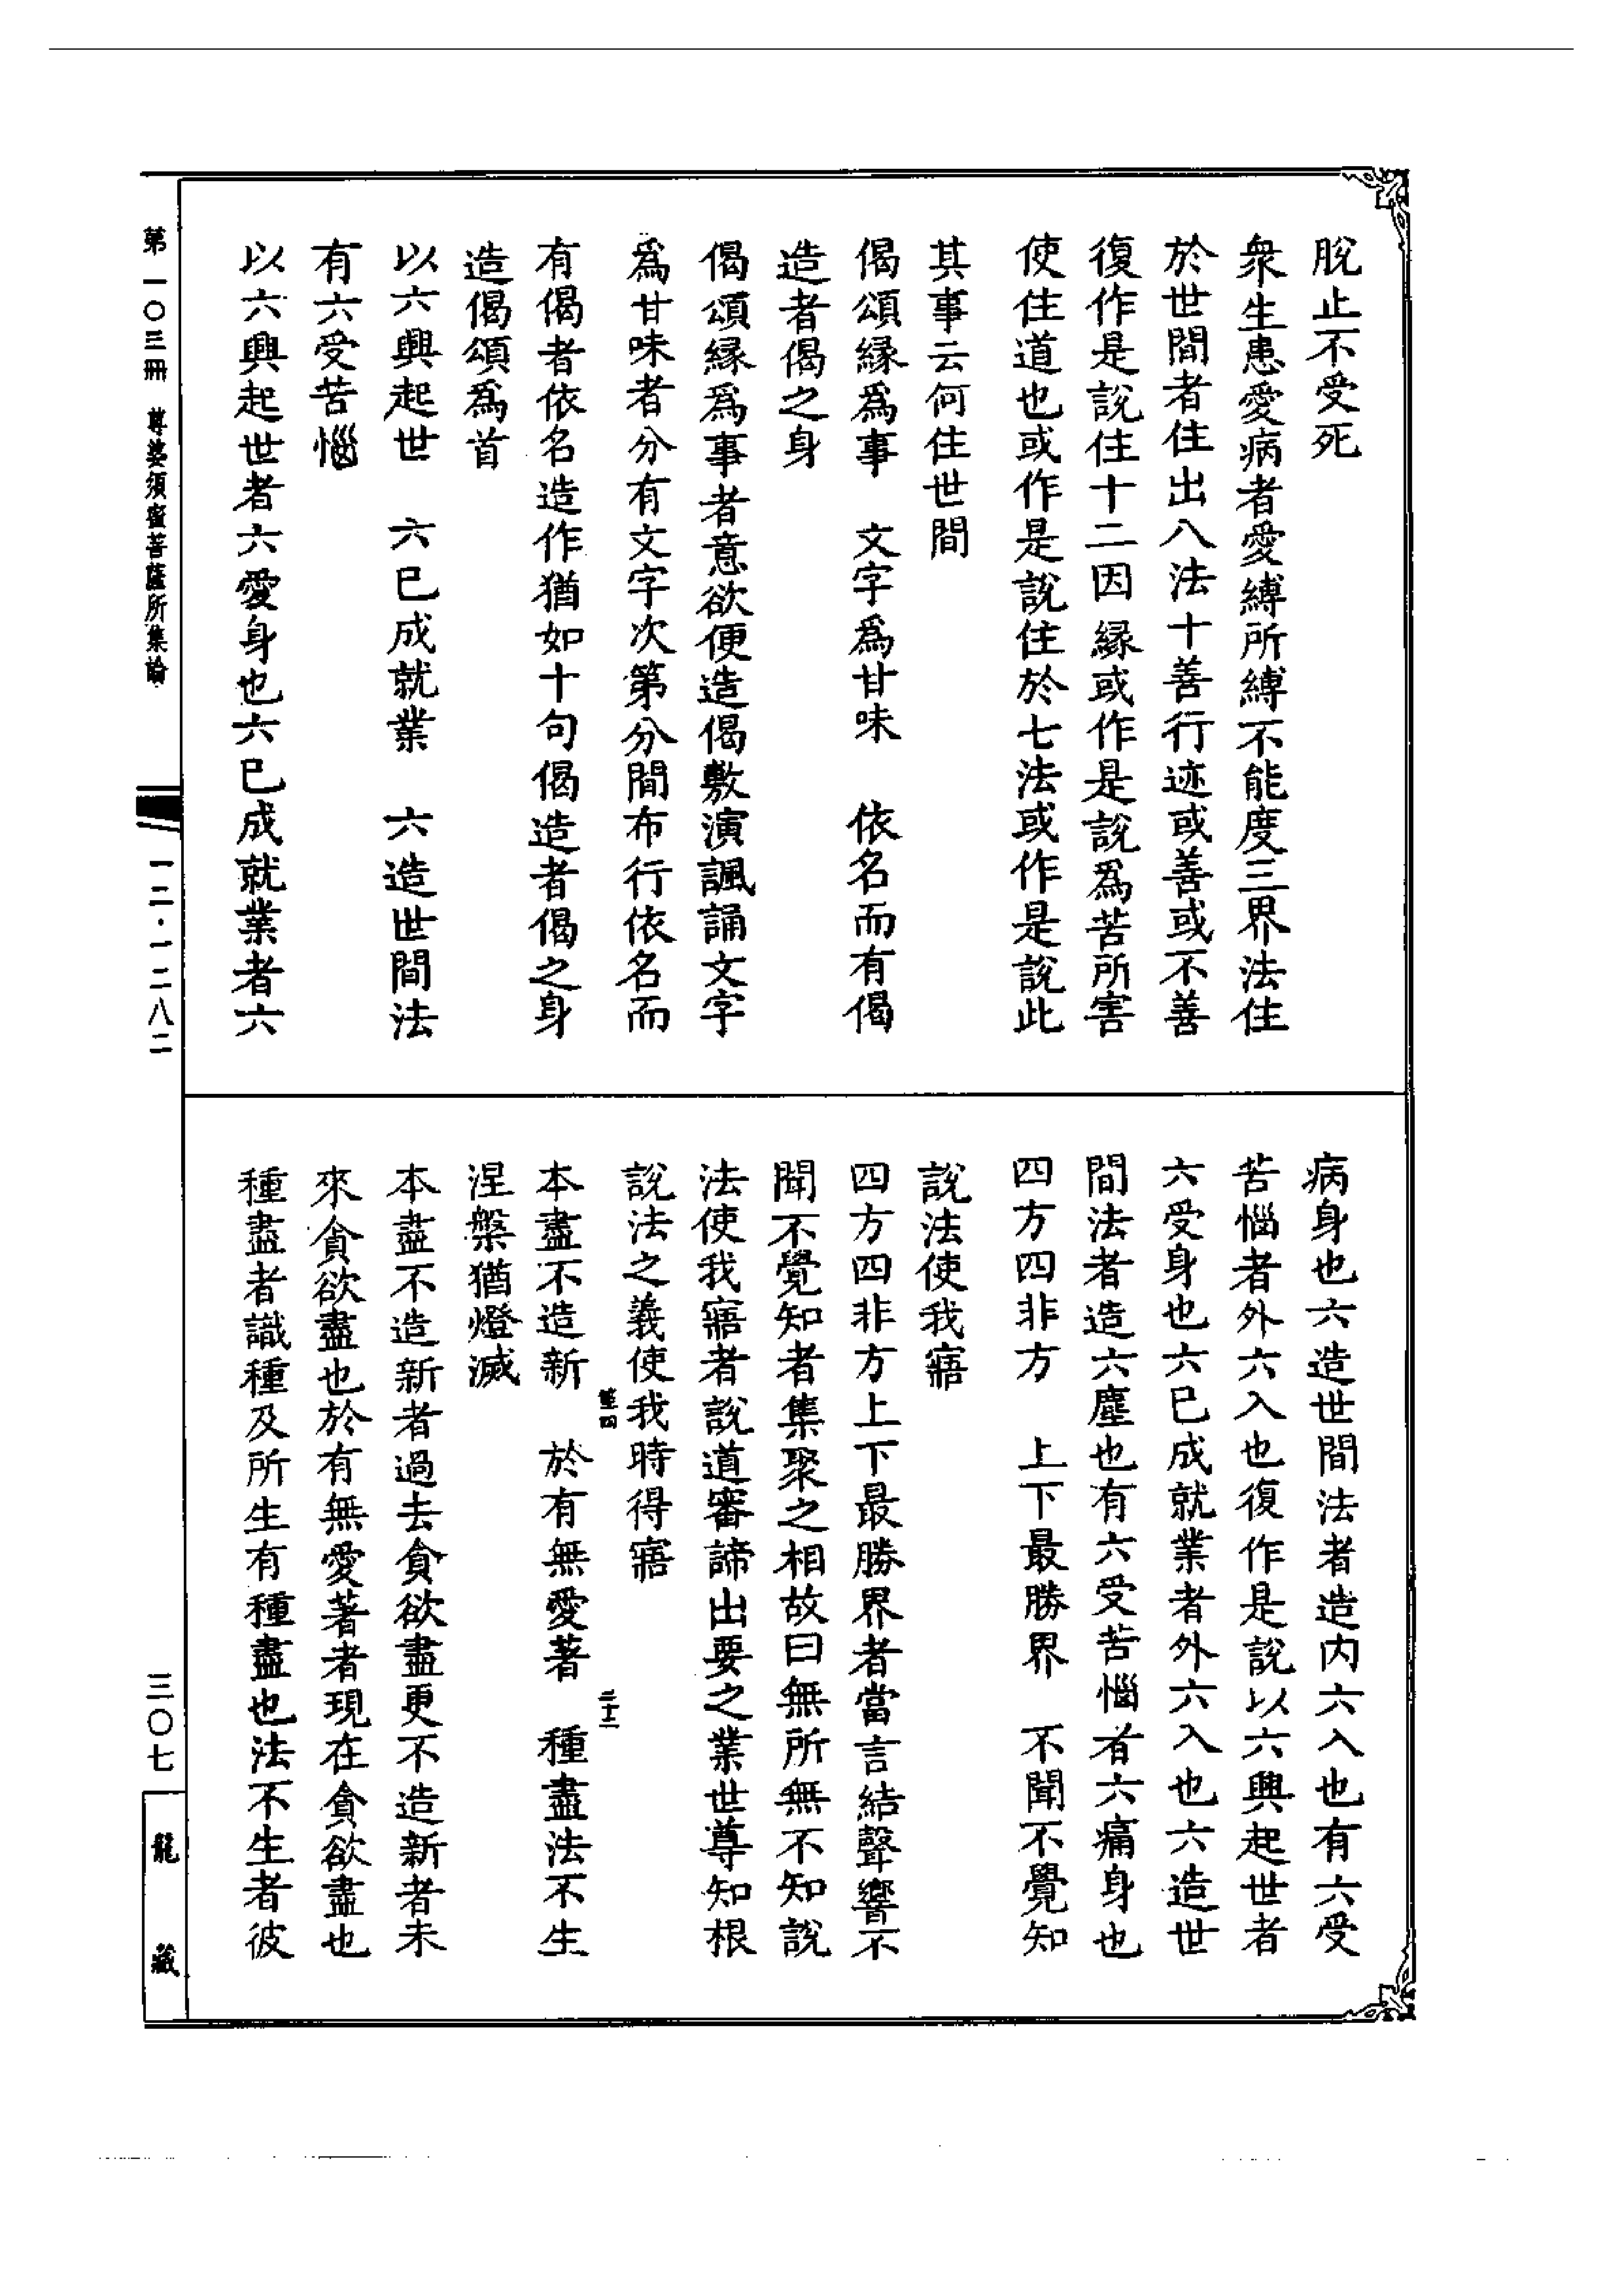 脫止不受死
衆生患愛病者愛縛所縛不能度三界法住
於世間者住出八法十善行迹或善或不善
復作是說住十二因縁或作是說爲苦所害
使住道也或作是說住於七法或作是說此
其事云何住世間
偈頌縁爲事　文字爲甘味　依名而有偈
造者偈之身
偈頌縁爲事者意欲便造偈敷演諷誦文字
爲甘味者分有文字次第分間布行依名而
有偈者依名造作猶如十句偈造者偈之身
造偈頌爲首
以六興起世　六已成就業　六造世間法
有六受苦惱
以六興起世者六愛身也六已成就業者六
病身也六造世間法者造内六入也有六受
苦惱者外六入也復作是說以六興起世者
六受身也六已成就業者外六入也六造世
間法者造六塵也有六受苦惱者六痛身也
四方四非方　上下最勝界　不聞不覺知
說法使我寤
四方四非方上下最勝界者當言結聲響不
聞不覺知者集聚之相故曰無所無不知說
法使我寤者說道審諦出要之業世尊知根
說法之義使我時得寤
本盡不造新　於有無愛著　種盡法不生
涅槃猶燈滅
本盡不造新者過去貪欲盡更不造新者未
來貪欲盡也於有無愛著者現在貪欲盡也
種盡者識種及所生有種盡也法不生者彼
第一〇三冊　尊婆須蜜菩薩所集論
一二·一二八二
三〇七
龍藏
二十二